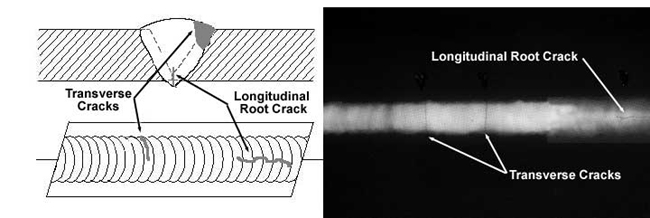 Transverse
Cracks
Longitudinal
Root Crack
Longitudinal Root Crack
Transverse Cracks